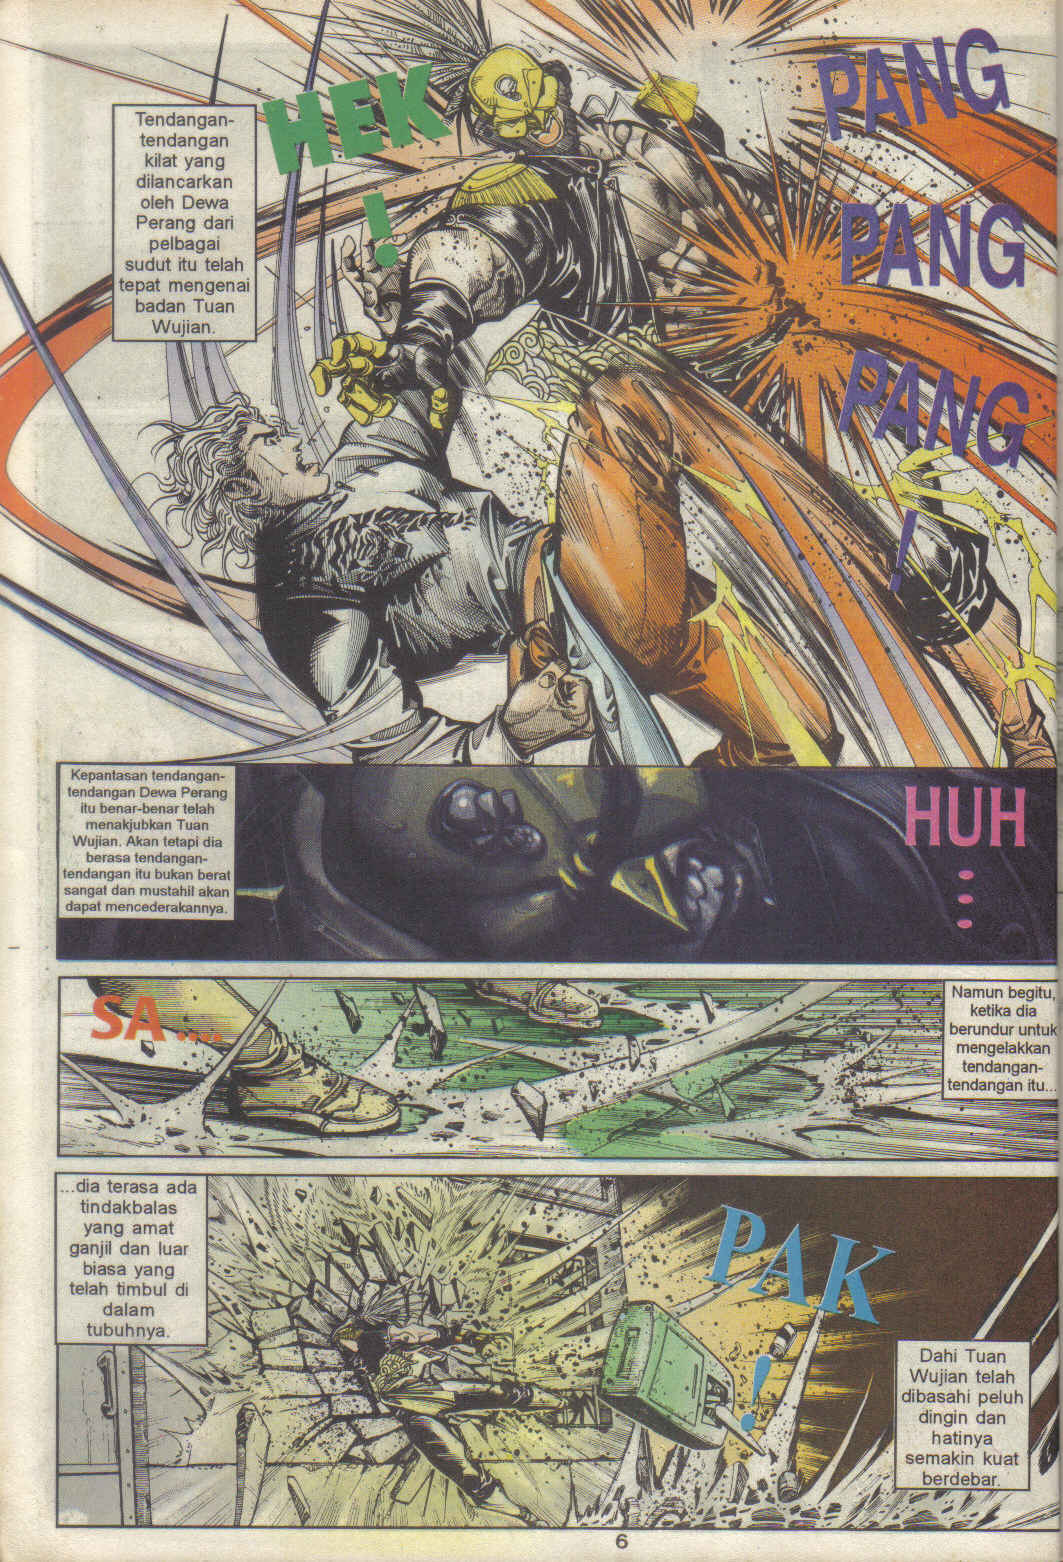 Tendangan-
tendangan
kilat yang
dilancarkan
oleh Dewa
Perang dari
pelbagai
sudut itu telah
tepat mengenai
badan Tuan
Wujian.
HEK
!
PANG
PANG
PANG
!
Kepantasan tendangan-
tendangan Dewa Perang
itu benar-benar telah
menakjubkan Tuan
Wujian. Akan tetapi dia
berasa tendangan-
tendangan itu bukan berat
sangat dan mustahil akan
dapat mencederakannya.
HUH
...
SA ....
Namun begitu,
ketika dia
berundur untuk
mengelakkan
tendangan-
tendangan itu...
...dia terasa ada
tindakbalas
yang amat
ganjil dan luar
biasa yang
telah timbul di
dalam
tubuhnya.
PAK
!
Dahi Tuan
Wujian telah
dibasahi peluh
dingin dan
hatinya
semakin kuat
berdebar.
6